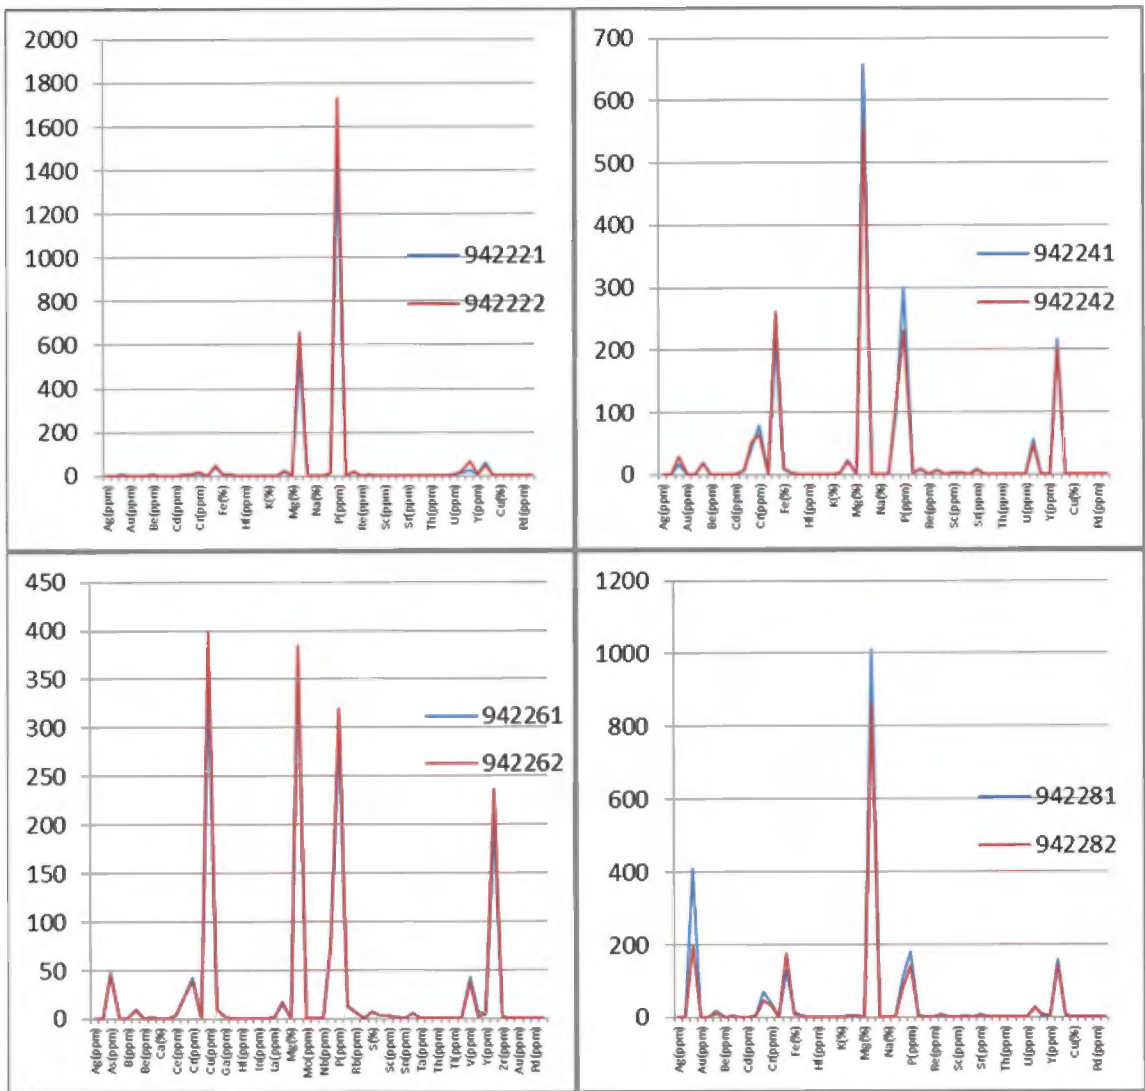 2000
1800
1600
1400
1200
1000
800
600
400
200
0
942221
942222
Ag(ppm)
Au(ppm)
Be(ppm)
Cd(ppm)
Cr(ppm)
Fe(%)
Hf(ppm)
K(%)
Mg(%)
Na(%)
P(ppm)
Re(ppm)
Sc(ppm)
Sr(ppm)
Th(ppm)
U(ppm)
Y(ppm)
Cu(%)
Pd(ppm)
700
600
500
400
300
200
100
0
942241
942242
Ag(ppm)
Au(ppm)
Be(ppm)
Cd(ppm)
Cr(ppm)
Fe(%)
Hf(ppm)
K(%)
Mg(%)
Na(%)
P(ppm)
Re(ppm)
Sc(ppm)
Sr(ppm)
Th(ppm)
U(ppm)
Y(ppm)
Cu(%)
Pd(ppm)
450
400
350
300
250
200
150
100
50
0
942261
942262
Ag(ppm)
As(ppm)
B(ppm)
Be(ppm)
Ca(%)
Ce(ppm)
Cr(ppm)
Cu(ppm)
Ga(ppm)
Hf(ppm)
In(ppm)
La(ppm)
Mg(%)
Mo(ppm)
Nb(ppm)
P(ppm)
Rb(ppm)
S(%)
Sc(ppm)
Sn(ppm)
Ta(ppm)
Th(ppm)
Tl(ppm)
V(ppm)
Y(ppm)
Zr(ppm)
Au(ppm)
Pd(ppm)
1200
1000
800
600
400
200
0
942281
942282
Ag(ppm)
Au(ppm)
Be(ppm)
Cd(ppm)
Cr(ppm)
Fe(%)
Hf(ppm)
K(%)
Mg(%)
Na(%)
P(ppm)
Re(ppm)
Sc(ppm)
Sr(ppm)
Th(ppm)
U(ppm)
Y(ppm)
Cu(%)
Pd(ppm)